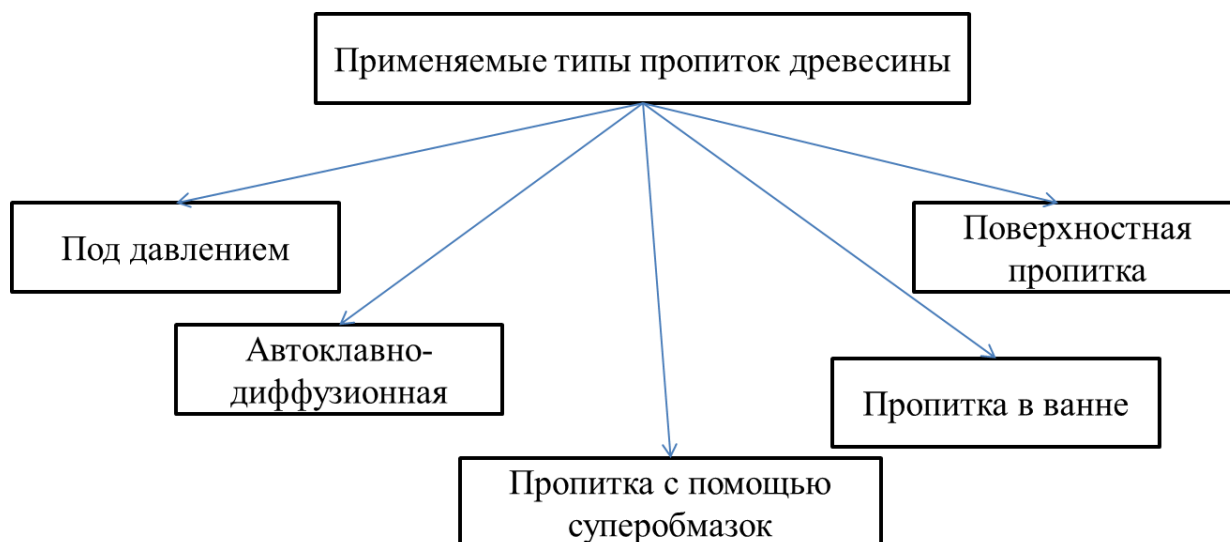 Применяемые типы пропиток древесины
Под давлением
Автоклавно-
диффузионная
Пропитка с помощью
суперобмазок
Пропитка в ванне
Поверхностная
пропитка